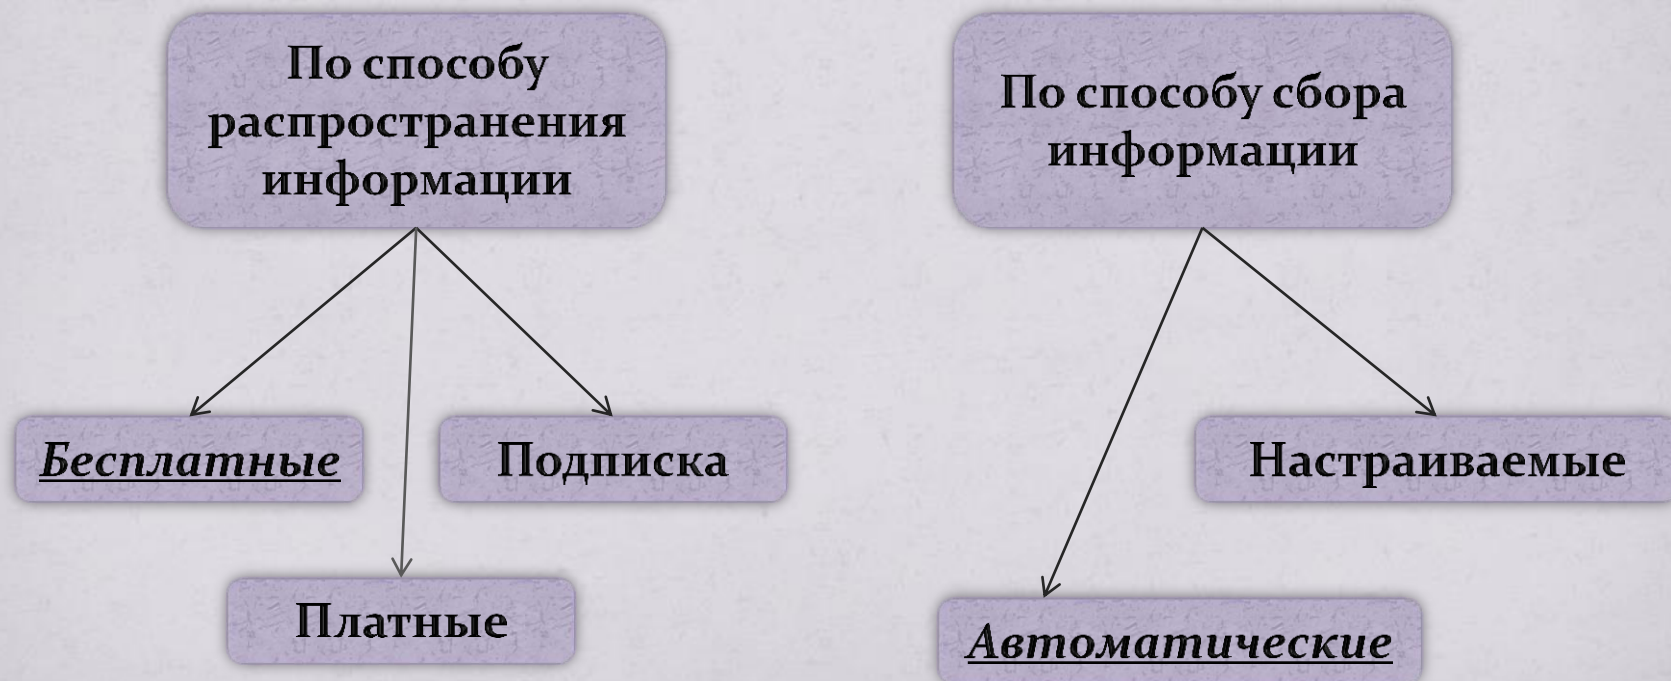 По способу
распространения
информации
Бесплатные
Подписка
Платные
По способу сбора
информации
Настраиваемые
Автоматические